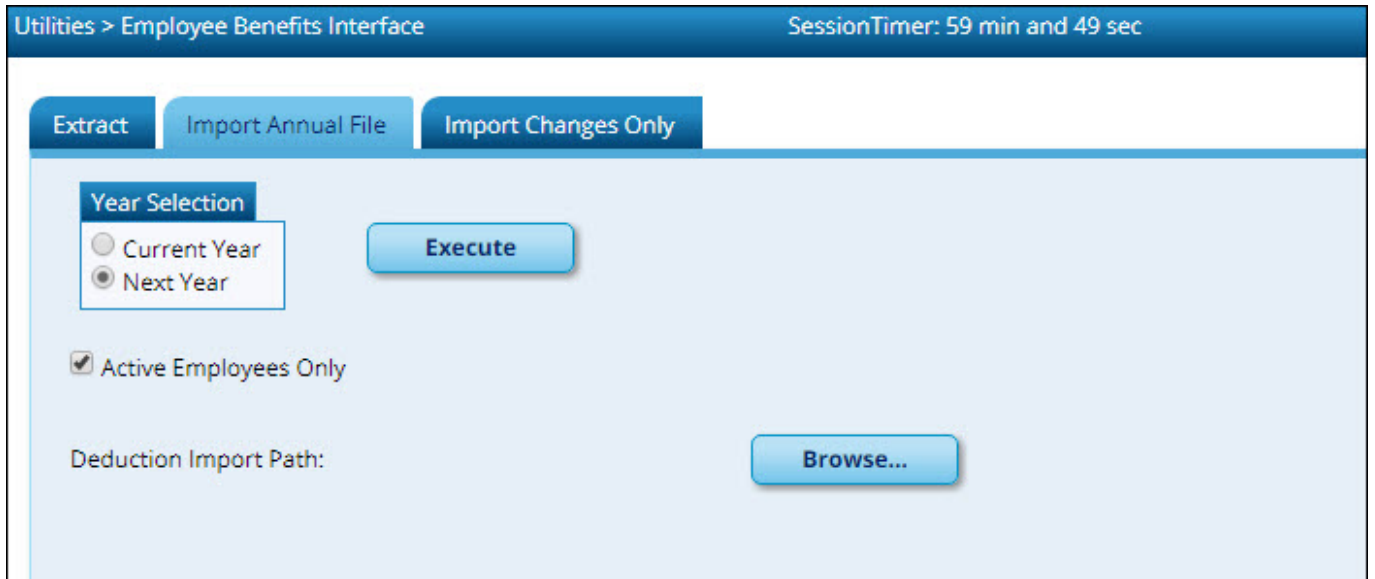 Utilities > Employee Benefits Interface SessionTimer: 59 min and 49 sec
Extract Import Annual File Import Changes Only
Year Selection
Current Year
Execute
Next Year
Active Employees Only
Deduction Import Path: Browse...